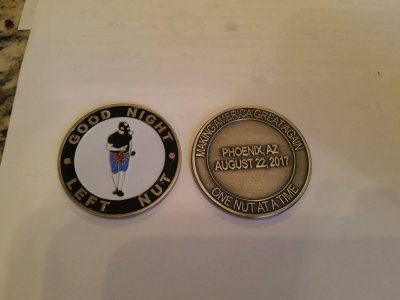 GOOD NIGHT
LEFT NUT
MAKING AMERICA GREAT AGAIN
PHOENIX, AZ
AUGUST 22, 2017
ONE NUT AT A TIME